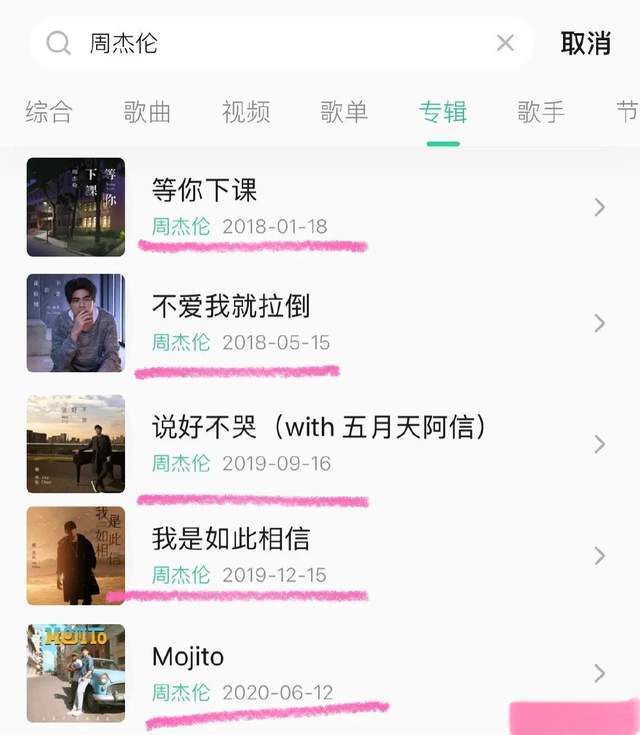 周杰伦
取消
综合 歌曲 视频 歌单 专辑 歌手 节
等你下课
周杰伦 2018-01-18
不爱我就拉倒
周杰伦 2018-05-15
说好不哭（with 五月天阿信）
周杰伦 2019-09-16
我是如此相信
周杰伦 2019-12-15
MOJITO
Mojito
周杰伦 2020-06-12